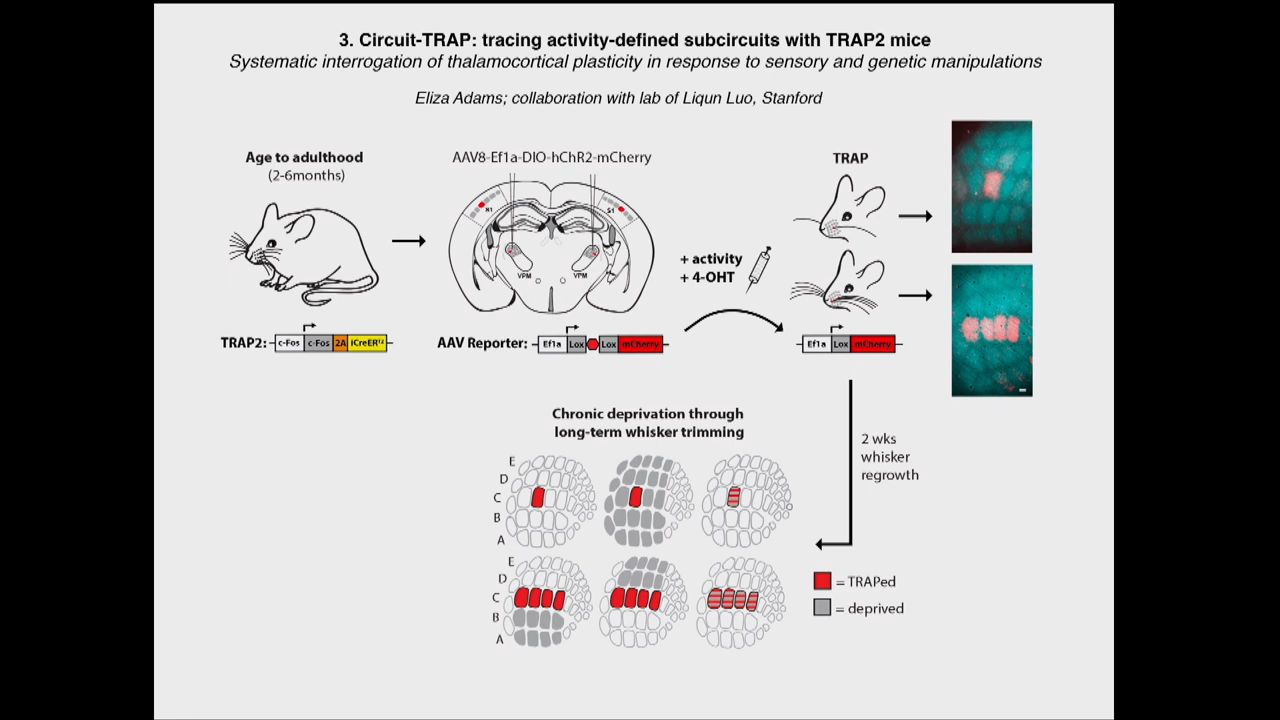 3. Circuit-TRAP: tracing activity-defined subcircuits with TRAP2 mice
Systematic interrogation of thalamocortical plasticity in response to sensory and genetic manipulations
Eliza Adams; collaboration with lab of Liqun Luo, Stanford
Age to adulthood
(2-6months)
AAV8-Ef1a-DIO-hChR2-mCherry
TRAP
S1
S1
VPM
VPM
+ activity
+ 4-OHT
TRAP2:
c-Fos
c-Fos
2A
iCreERT2
AAV Reporter:
Ef1a
Lox
Lox
mCherry
Ef1a
Lox
mCherry
Chronic deprivation through
long-term whisker trimming
2 wks
whisker
regrowth
E
D
C
B
A
E
D
C
B
A
= TRAPed
= deprived